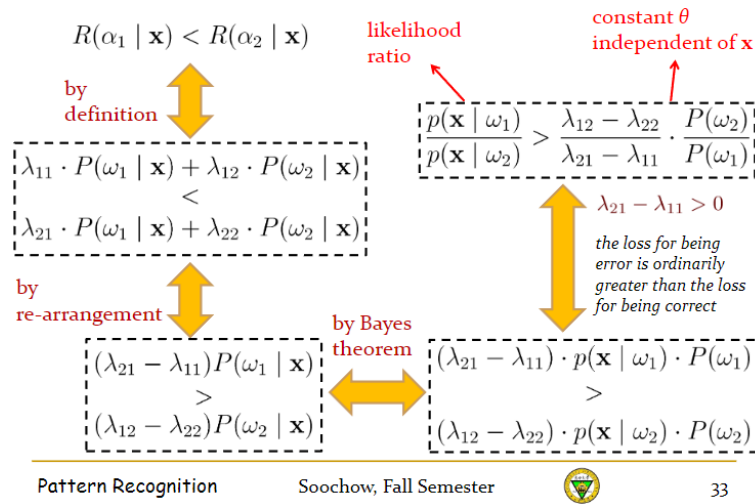 R(α₁ | x) < R(α₂ | x)
by
definition
λ₁₁ · P(ω₁ | x) + λ₁₂ · P(ω₂ | x)
<
λ₂₁ · P(ω₁ | x) + λ₂₂ · P(ω₂ | x)
by
re-arrangement
(λ₂₁ − λ₁₁)P(ω₁ | x)
>
(λ₁₂ − λ₂₂)P(ω₂ | x)
by Bayes
theorem
(λ₂₁ − λ₁₁) · p(x | ω₁) · P(ω₁)
>
(λ₁₂ − λ₂₂) · p(x | ω₂) · P(ω₂)
λ₂₁ − λ₁₁ > 0
the loss for being
error is ordinarily
greater than the loss
for being correct
likelihood
ratio
constant θ
independent of x
p(x | ω₁) / p(x | ω₂) > (λ₁₂ − λ₂₂) / (λ₂₁ − λ₁₁) · P(ω₂) / P(ω₁)
Pattern Recognition Soochow, Fall Semester 33